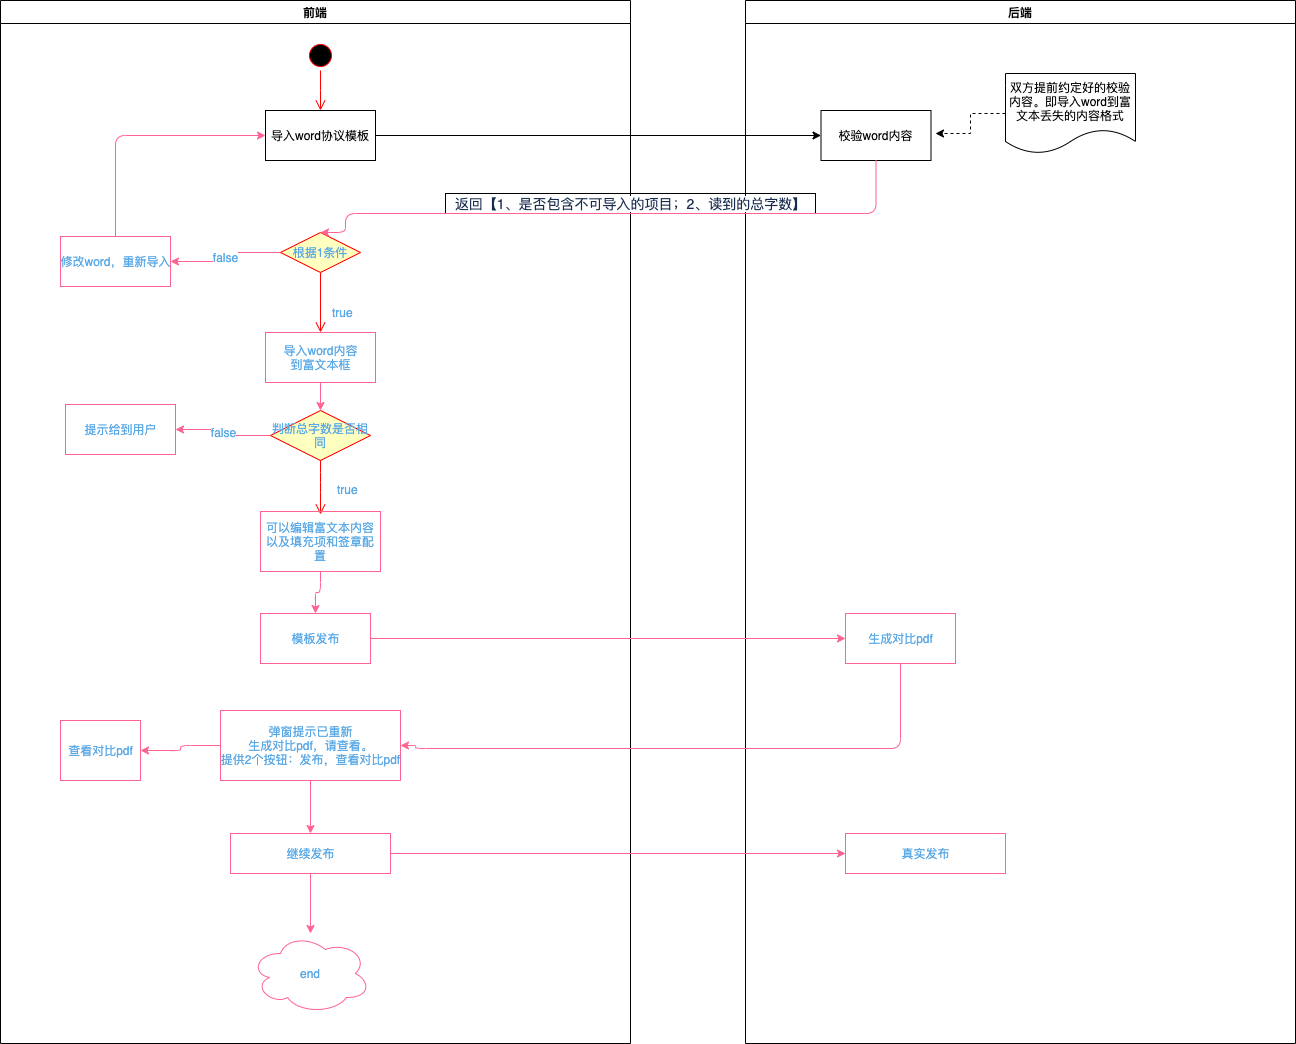 前端
后端
双方提前约定好的校验
内容。即导入word到富
文本丢失的内容格式
导入word协议模板
校验word内容
返回【1、是否包含不可导入的项目；2、读到的总字数】
根据1条件
false
修改word，重新导入
true
导入word内容
到富文本框
提示给到用户
false
判断总字数是否相
同
true
可以编辑富文本内容
以及填充项和签章配
置
模板发布
生成对比pdf
弹窗提示已重新
生成对比pdf，请查看。
提供2个按钮：发布，查看对比pdf
查看对比pdf
继续发布
真实发布
end